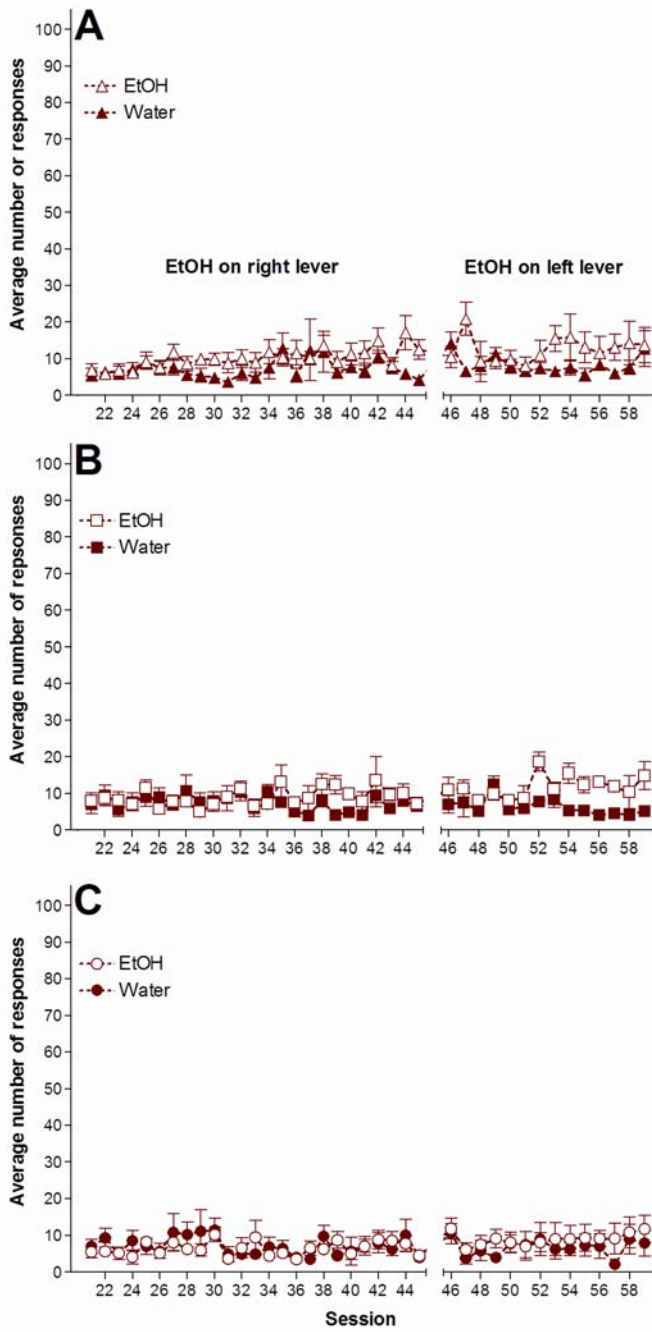 A
100
90
80
70
60
50
40
30
20
10
0
Average number or responses
EtOH
Water
EtOH on right lever
EtOH on left lever
22 24 26 28 30 32 34 36 38 40 42 44 46 48 50 52 54 56 58
B
100
90
80
70
60
50
40
30
20
10
0
Average number of repsonses
EtOH
Water
22 24 26 28 30 32 34 36 38 40 42 44 46 48 50 52 54 56 58
C
100
90
80
70
60
50
40
30
20
10
0
Average number of responses
EtOH
Water
22 24 26 28 30 32 34 36 38 40 42 44 46 48 50 52 54 56 58
Session